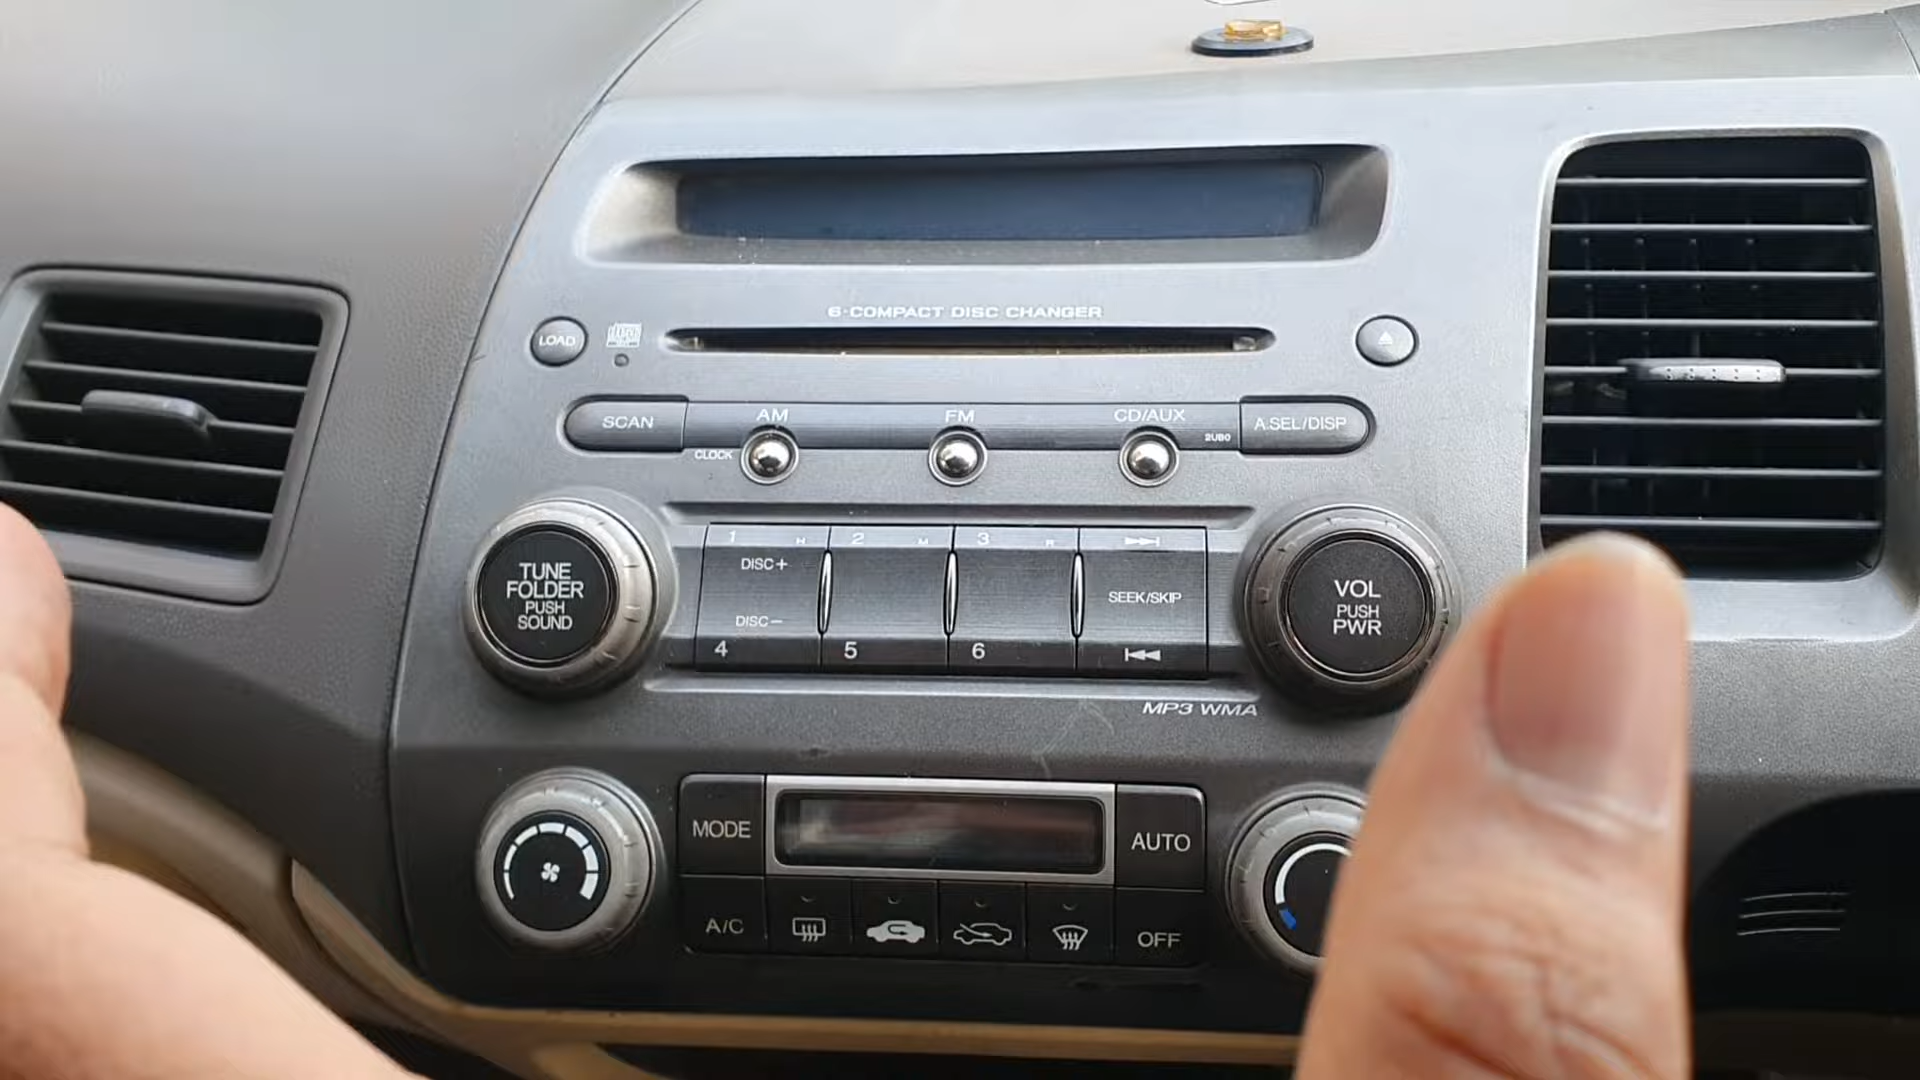 6·COMPACT DISC CHANGER
LOAD
SCAN
AM
FM
CD/AUX
A.SEL/DISP
CLOCK
2UB0
TUNE
FOLDER
PUSH
SOUND
1 H
2 M
3 R
DISC+
DISC−
SEEK/SKIP
4
5
6
VOL
PUSH
PWR
MP3 WMA
MODE
AUTO
A/C
OFF